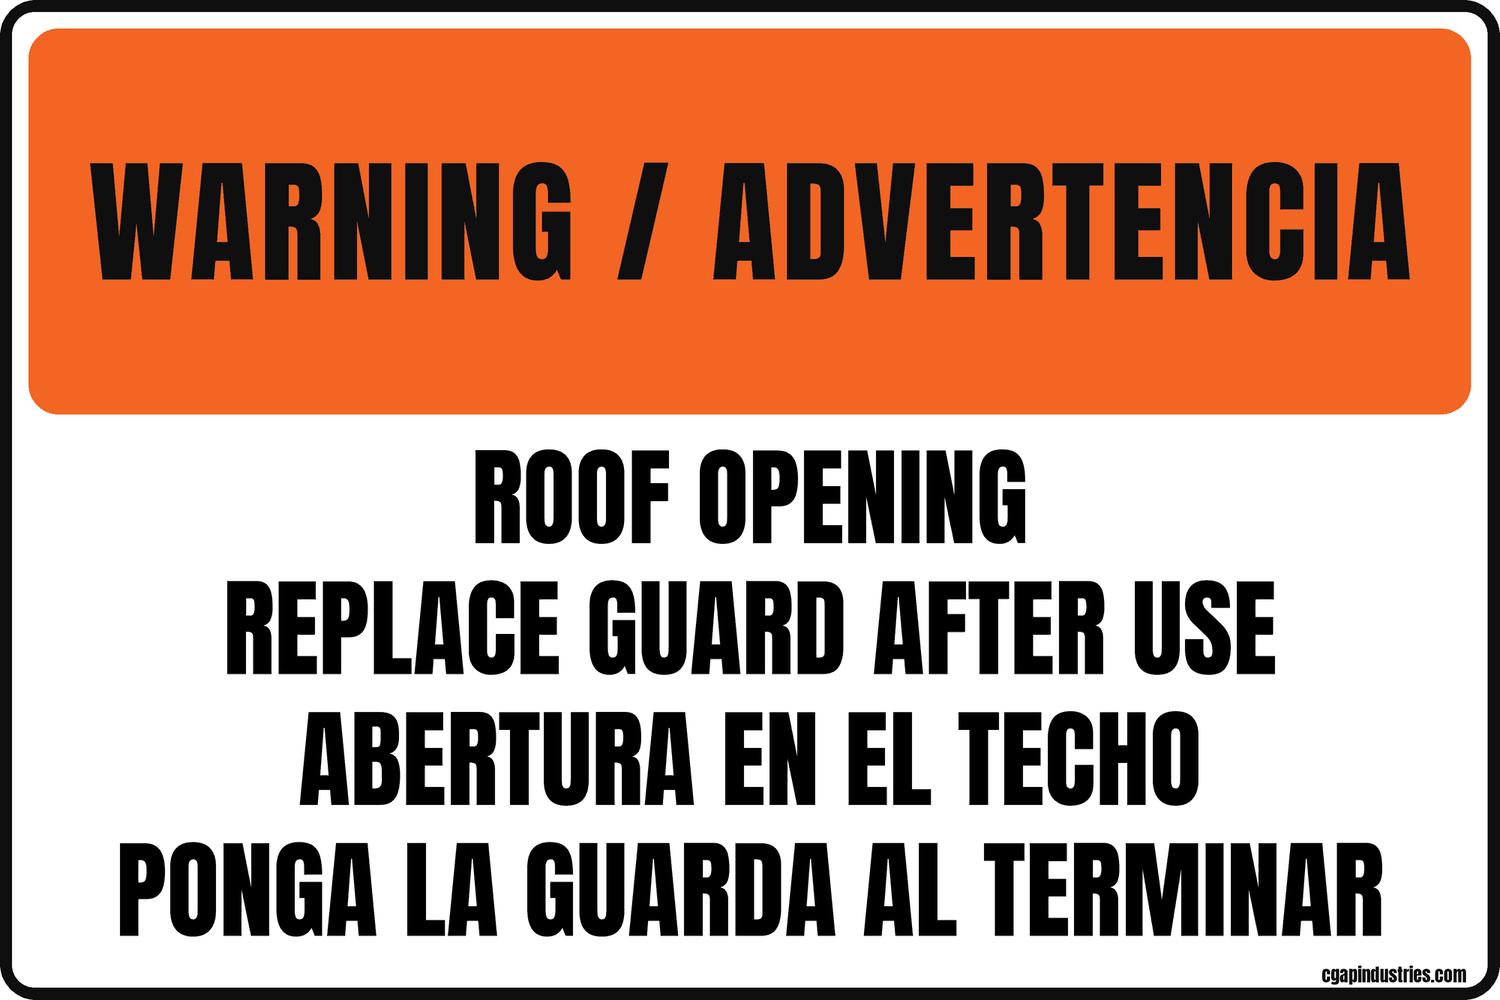 WARNING / ADVERTENCIA
ROOF OPENING
REPLACE GUARD AFTER USE
ABERTURA EN EL TECHO
PONGA LA GUARDA AL TERMINAR
cgapindustries.com